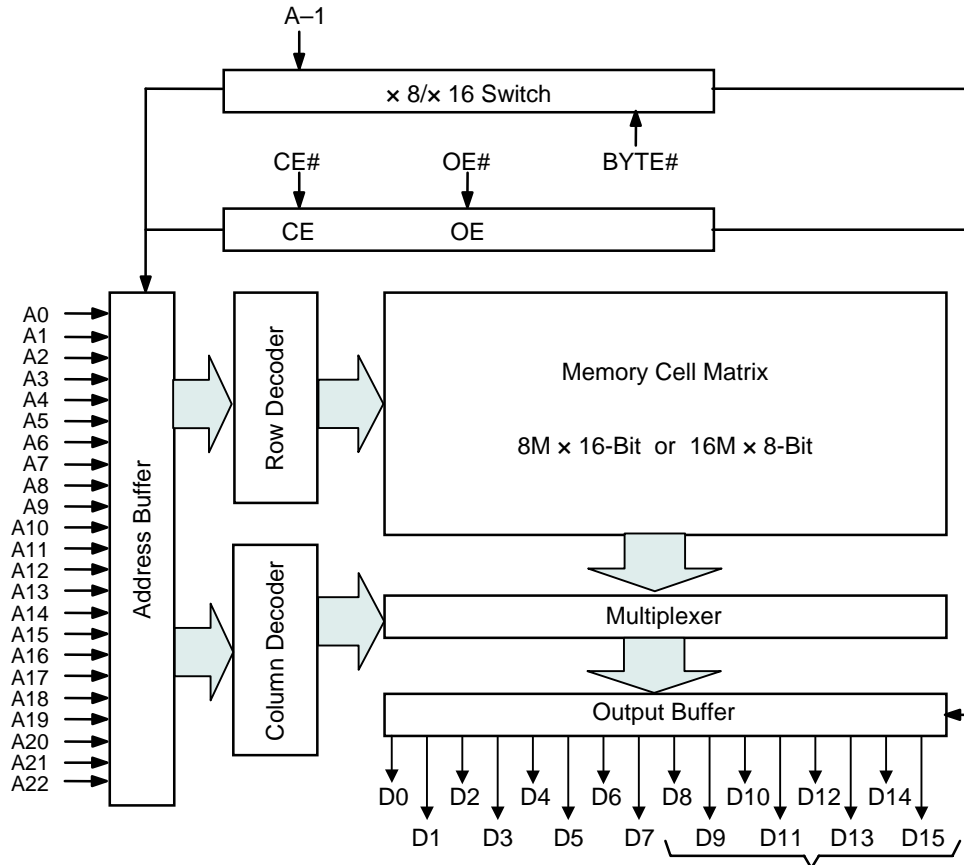 A–1
× 8/× 16 Switch
CE# OE# BYTE#
CE OE
A0
A1
A2
A3
A4
A5
A6
A7
A8
A9
A10
A11
A12
A13
A14
A15
A16
A17
A18
A19
A20
A21
A22
Address Buffer
Row Decoder
Column Decoder
Memory Cell Matrix
8M × 16-Bit or 16M × 8-Bit
Multiplexer
Output Buffer
D0 D2 D4 D6 D8 D10 D12 D14
D1 D3 D5 D7 D9 D11 D13 D15